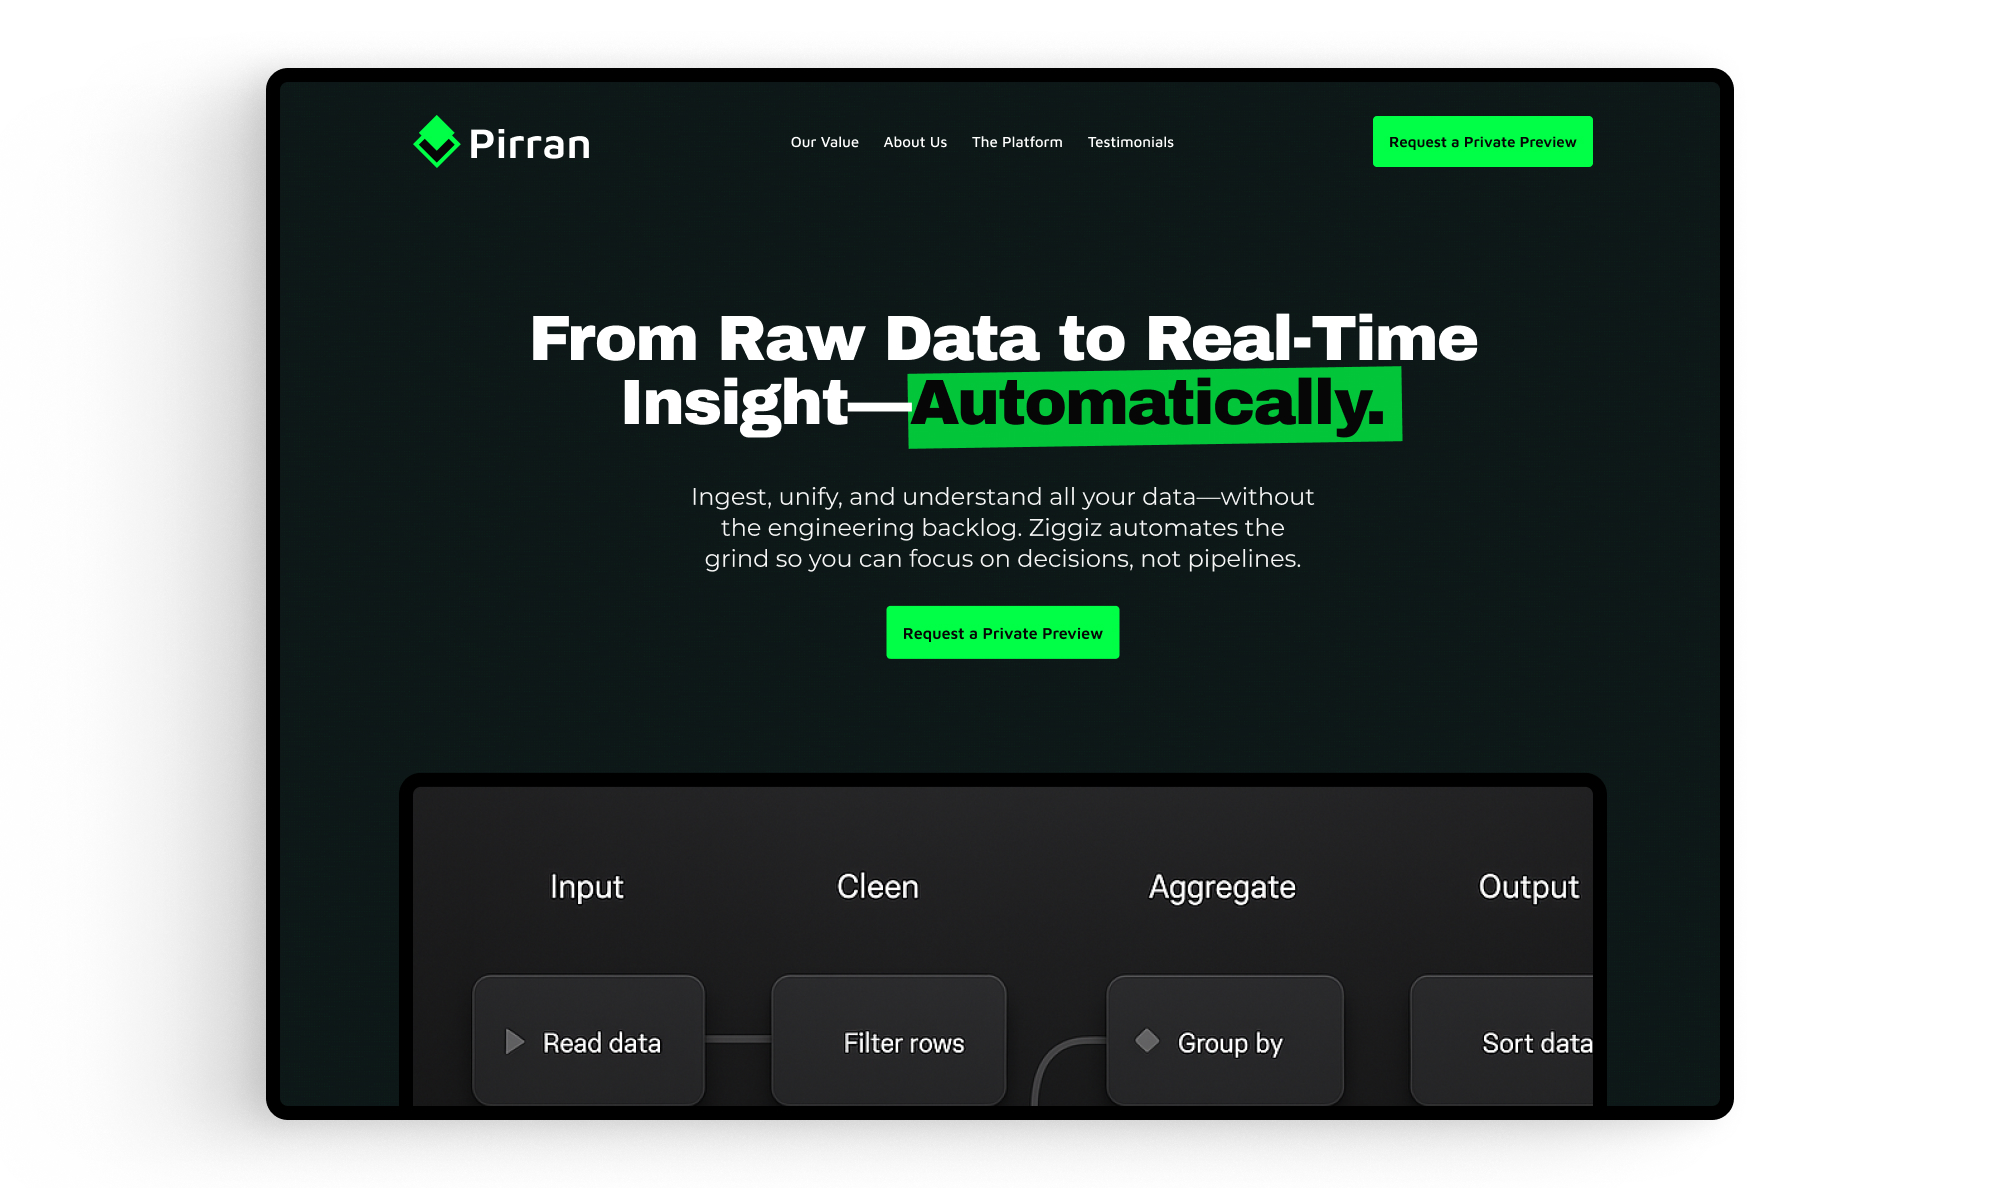 Pirran
Our Value
About Us
The Platform
Testimonials
Request a Private Preview
From Raw Data to Real-Time
Insight—Automatically.
Ingest, unify, and understand all your data—without
the engineering backlog. Ziggiz automates the
grind so you can focus on decisions, not pipelines.
Request a Private Preview
Input
Cleen
Aggregate
Output
Read data
Filter rows
Group by
Sort data